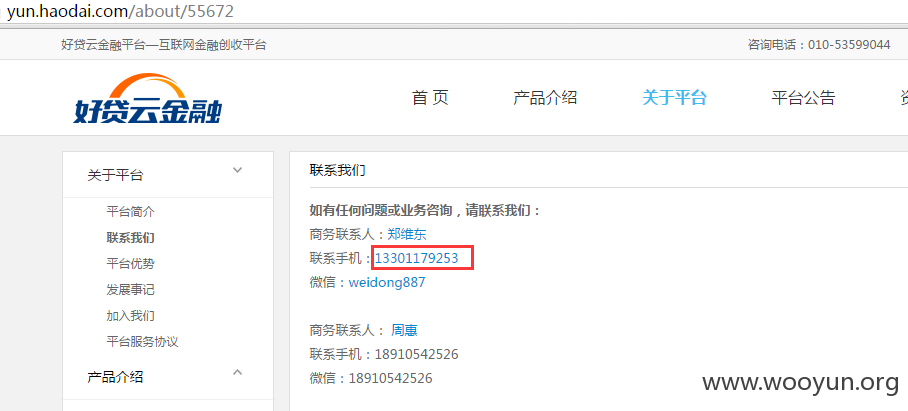 yun.haodai.com/about/55672
好贷云金融平台—互联网金融创收平台 咨询电话：010-53599044
好贷云金融 首 页 产品介绍 关于平台 平台公告
关于平台
平台简介
联系我们
平台优势
发展事记
加入我们
平台服务协议
产品介绍
联系我们
如有任何问题或业务咨询，请联系我们：
商务联系人：郑维东
联系手机：13301179253
微信：weidong887
商务联系人： 周惠
联系手机：18910542526
微信：18910542526
www.wooyun.org